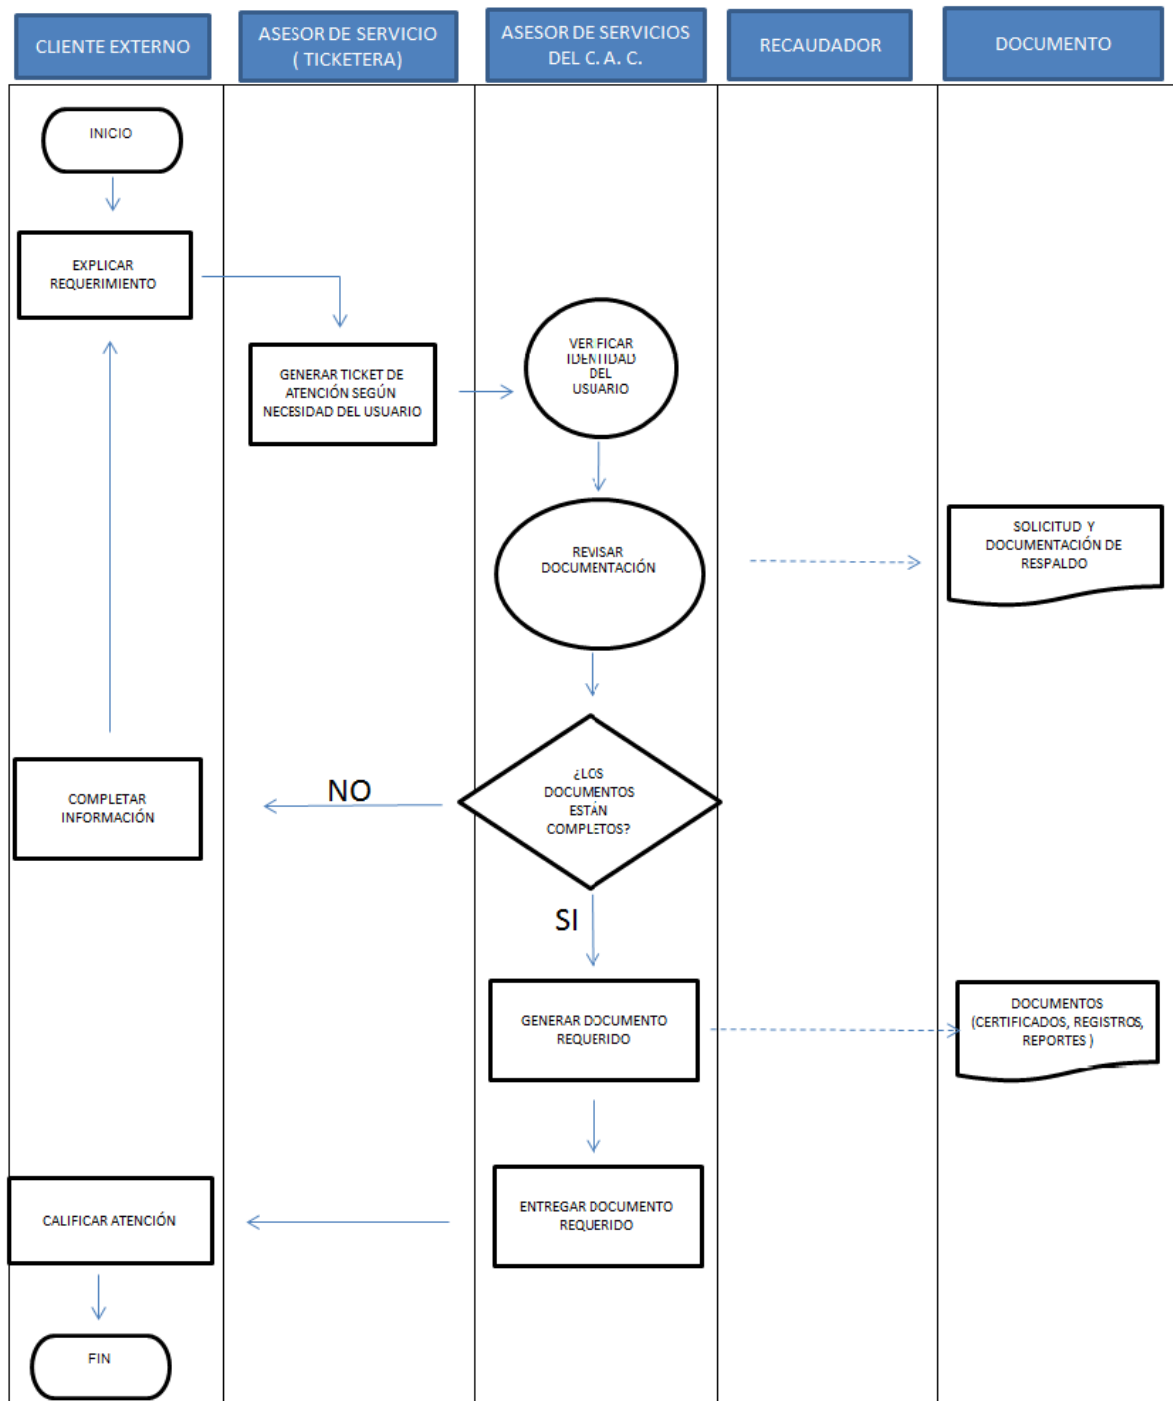 CLIENTE EXTERNO
ASESOR DE SERVICIO
( TICKETERA)
ASESOR DE SERVICIOS
DEL C. A. C.
RECAUDADOR
DOCUMENTO
INICIO
EXPLICAR
REQUERIMIENTO
GENERAR TICKET DE
ATENCIÓN SEGÚN
NECESIDAD DEL USUARIO
VERIFICAR
IDENTIDAD
DEL
USUARIO
REVISAR
DOCUMENTACIÓN
SOLICITUD Y
DOCUMENTACIÓN DE
RESPALDO
¿LOS
DOCUMENTOS
ESTÁN
COMPLETOS?
NO
COMPLETAR
INFORMACIÓN
SI
GENERAR DOCUMENTO
REQUERIDO
DOCUMENTOS
(CERTIFICADOS, REGISTROS,
REPORTES )
ENTREGAR DOCUMENTO
REQUERIDO
CALIFICAR ATENCIÓN
FIN